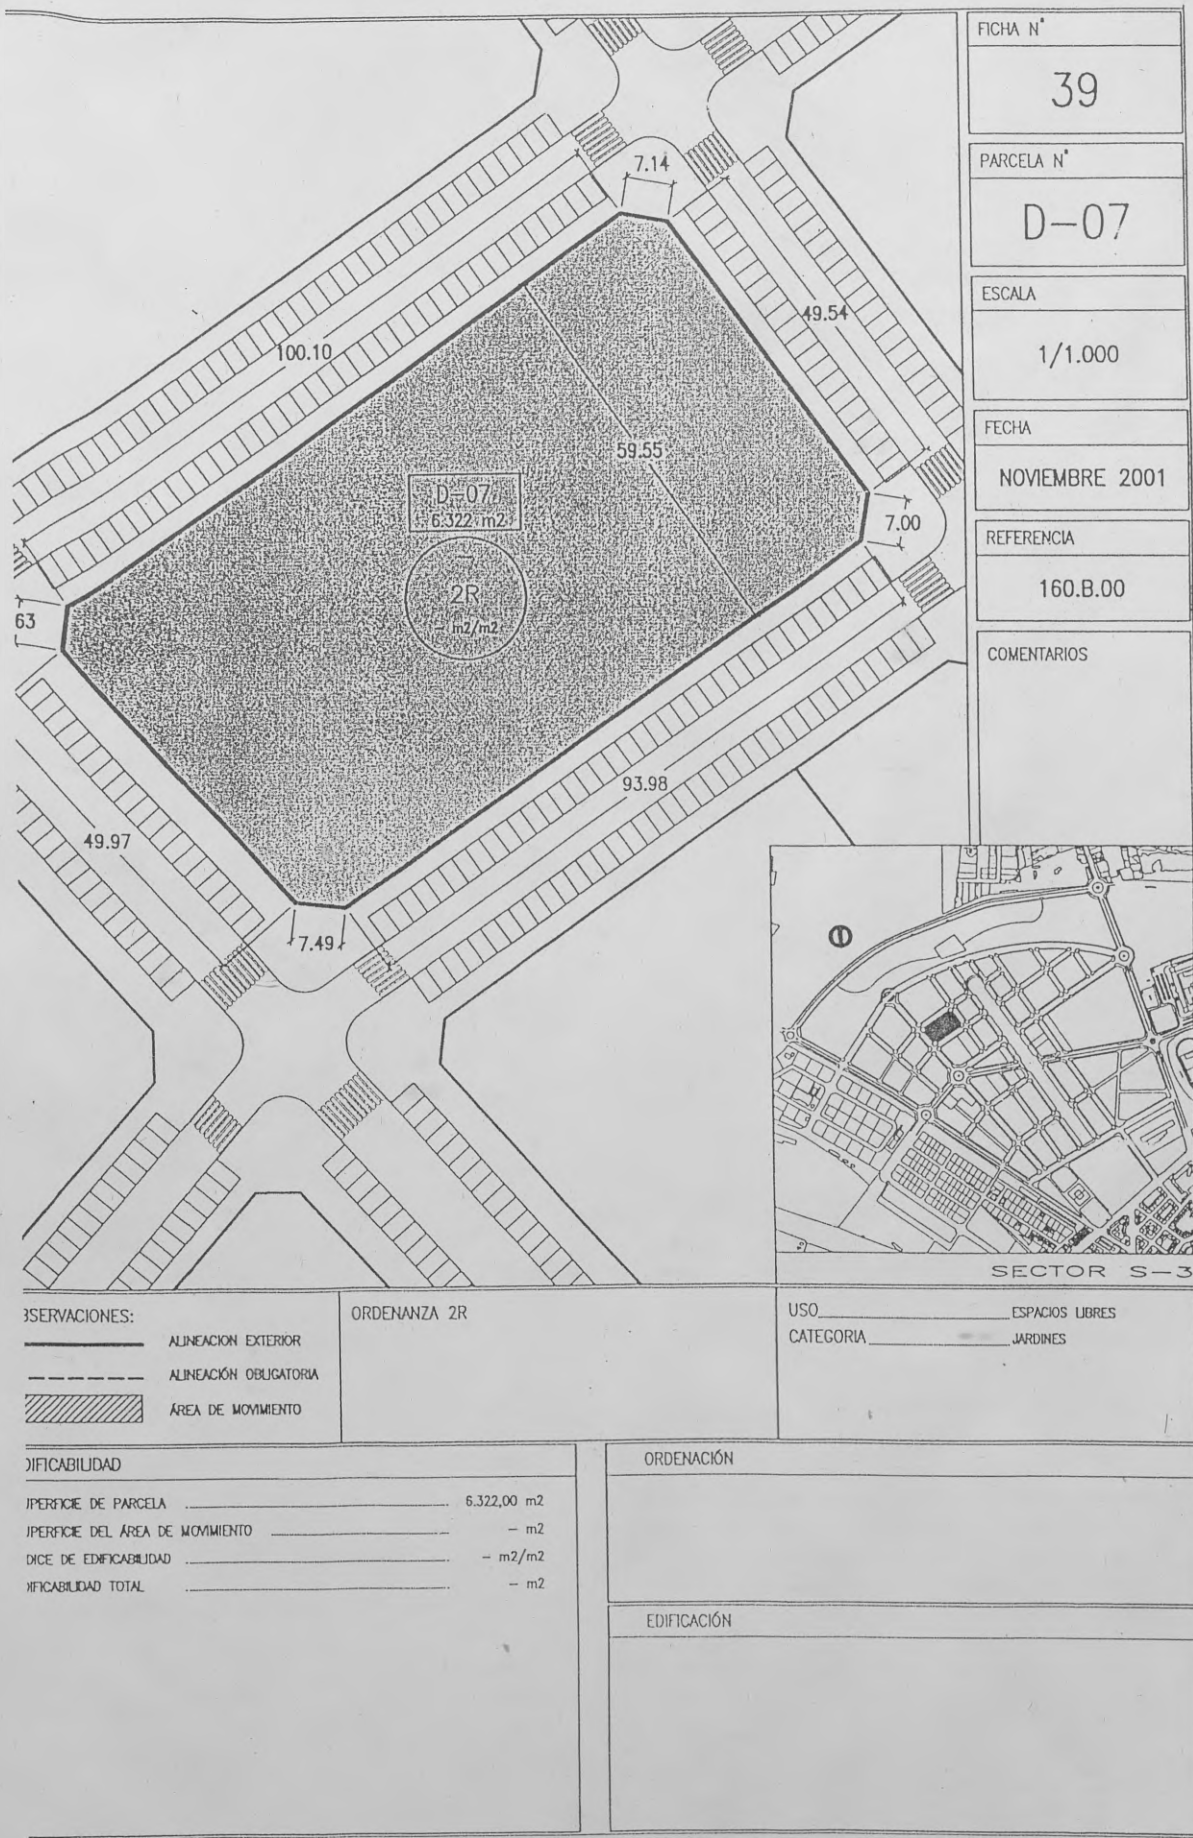 FICHA N°
39
PARCELA N°
D-07
ESCALA
1/1.000
FECHA
NOVIEMBRE 2001
REFERENCIA
160.B.00
COMENTARIOS
7.14
49.54
100.10
59.55
D-07
6.322 m2
2R
- m2/m2
7.00
63
93.98
49.97
7.49
SECTOR S-3
BSERVACIONES:
ALINEACION EXTERIOR
ALINEACIÓN OBLIGATORIA
ÁREA DE MOVIMIENTO
ORDENANZA 2R
USO ESPACIOS LIBRES
CATEGORIA JARDINES
DIFICABILIDAD
UPERFICIE DE PARCELA 6.322,00 m2
UPERFICIE DEL ÁREA DE MOVIMIENTO - m2
DICE DE EDIFICABILIDAD - m2/m2
DIFICABILIDAD TOTAL - m2
ORDENACIÓN
EDIFICACIÓN